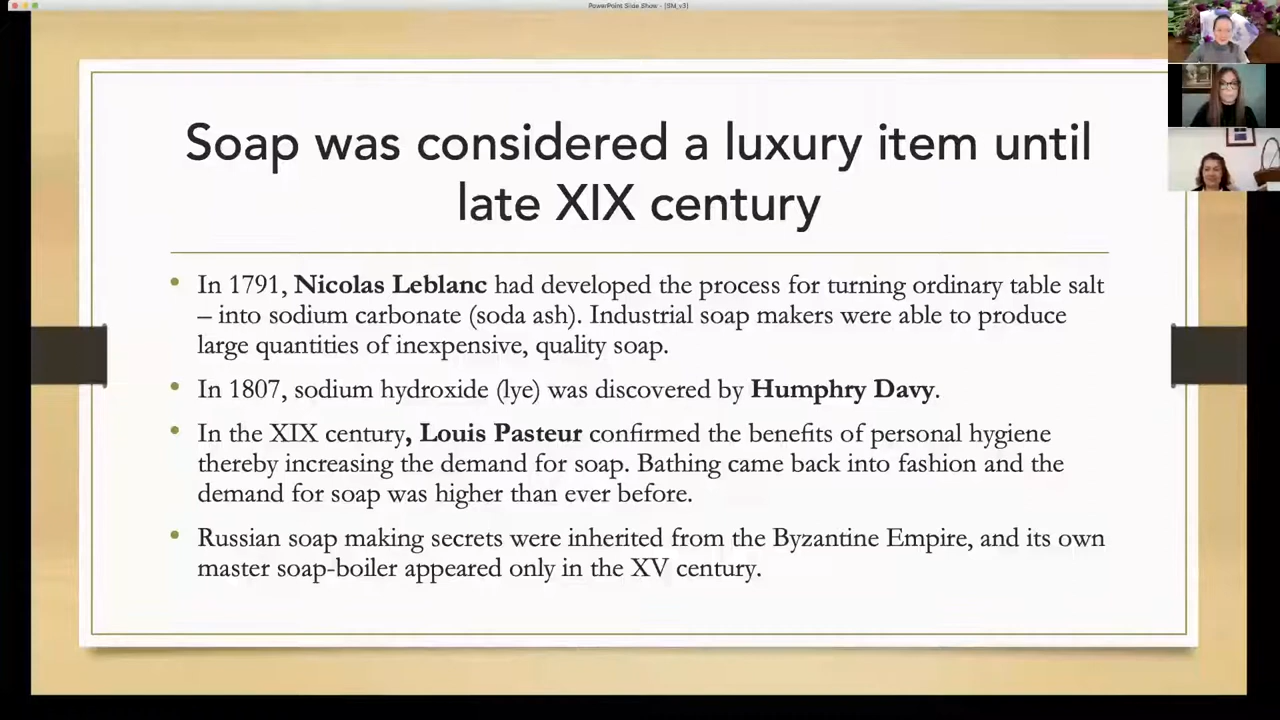 PowerPoint Slide Show - [SM_v3]
Soap was considered a luxury item until
late XIX century
• In 1791, Nicolas Leblanc had developed the process for turning ordinary table salt
– into sodium carbonate (soda ash). Industrial soap makers were able to produce
large quantities of inexpensive, quality soap.
• In 1807, sodium hydroxide (lye) was discovered by Humphry Davy.
• In the XIX century, Louis Pasteur confirmed the benefits of personal hygiene
thereby increasing the demand for soap. Bathing came back into fashion and the
demand for soap was higher than ever before.
• Russian soap making secrets were inherited from the Byzantine Empire, and its own
master soap-boiler appeared only in the XV century.